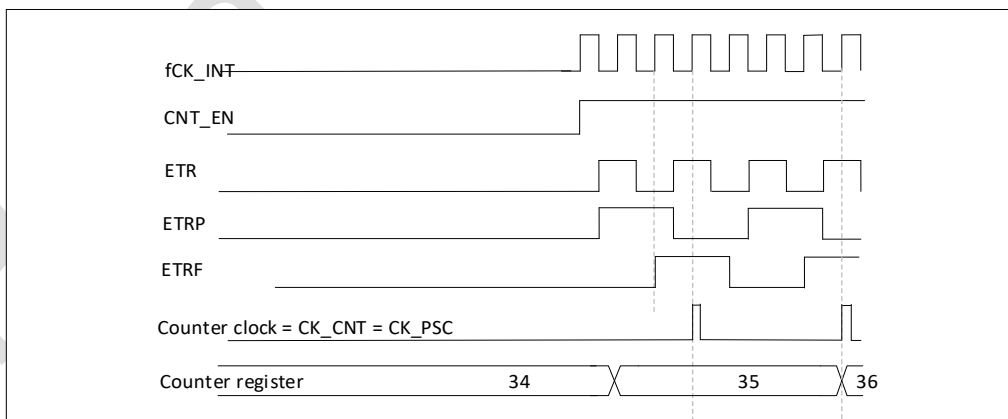 fCK_INT
CNT_EN
ETR
ETRP
ETRF
Counter clock = CK_CNT = CK_PSC
Counter register 34 35 36